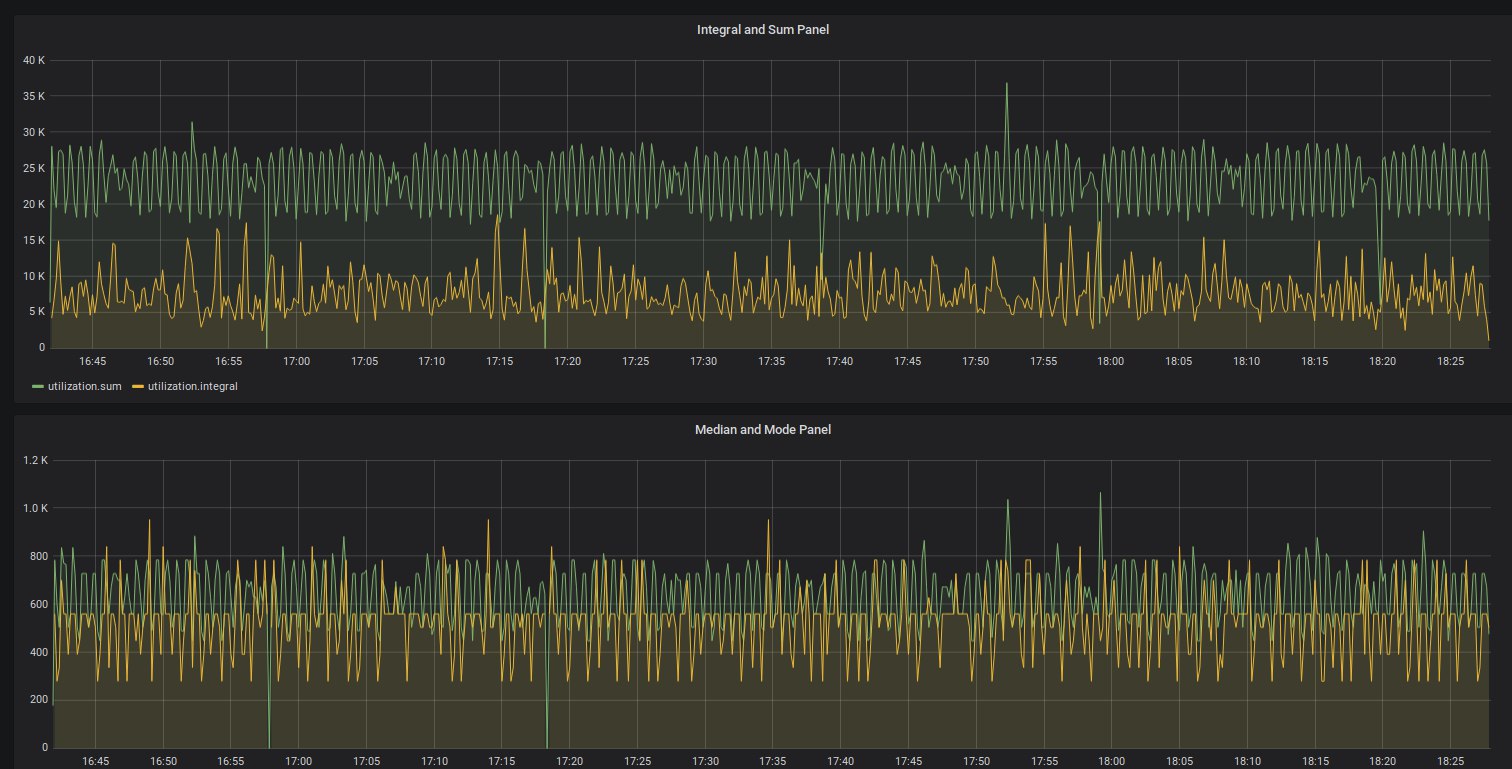 Integral and Sum Panel
40 K
35 K
30 K
25 K
20 K
15 K
10 K
5 K
0
16:45 16:50 16:55 17:00 17:05 17:10 17:15 17:20 17:25 17:30 17:35 17:40 17:45 17:50 17:55 18:00 18:05 18:10 18:15 18:20 18:25
utilization.sum utilization.integral
Median and Mode Panel
1.2 K
1.0 K
800
600
400
200
0
16:45 16:50 16:55 17:00 17:05 17:10 17:15 17:20 17:25 17:30 17:35 17:40 17:45 17:50 17:55 18:00 18:05 18:10 18:15 18:20 18:25